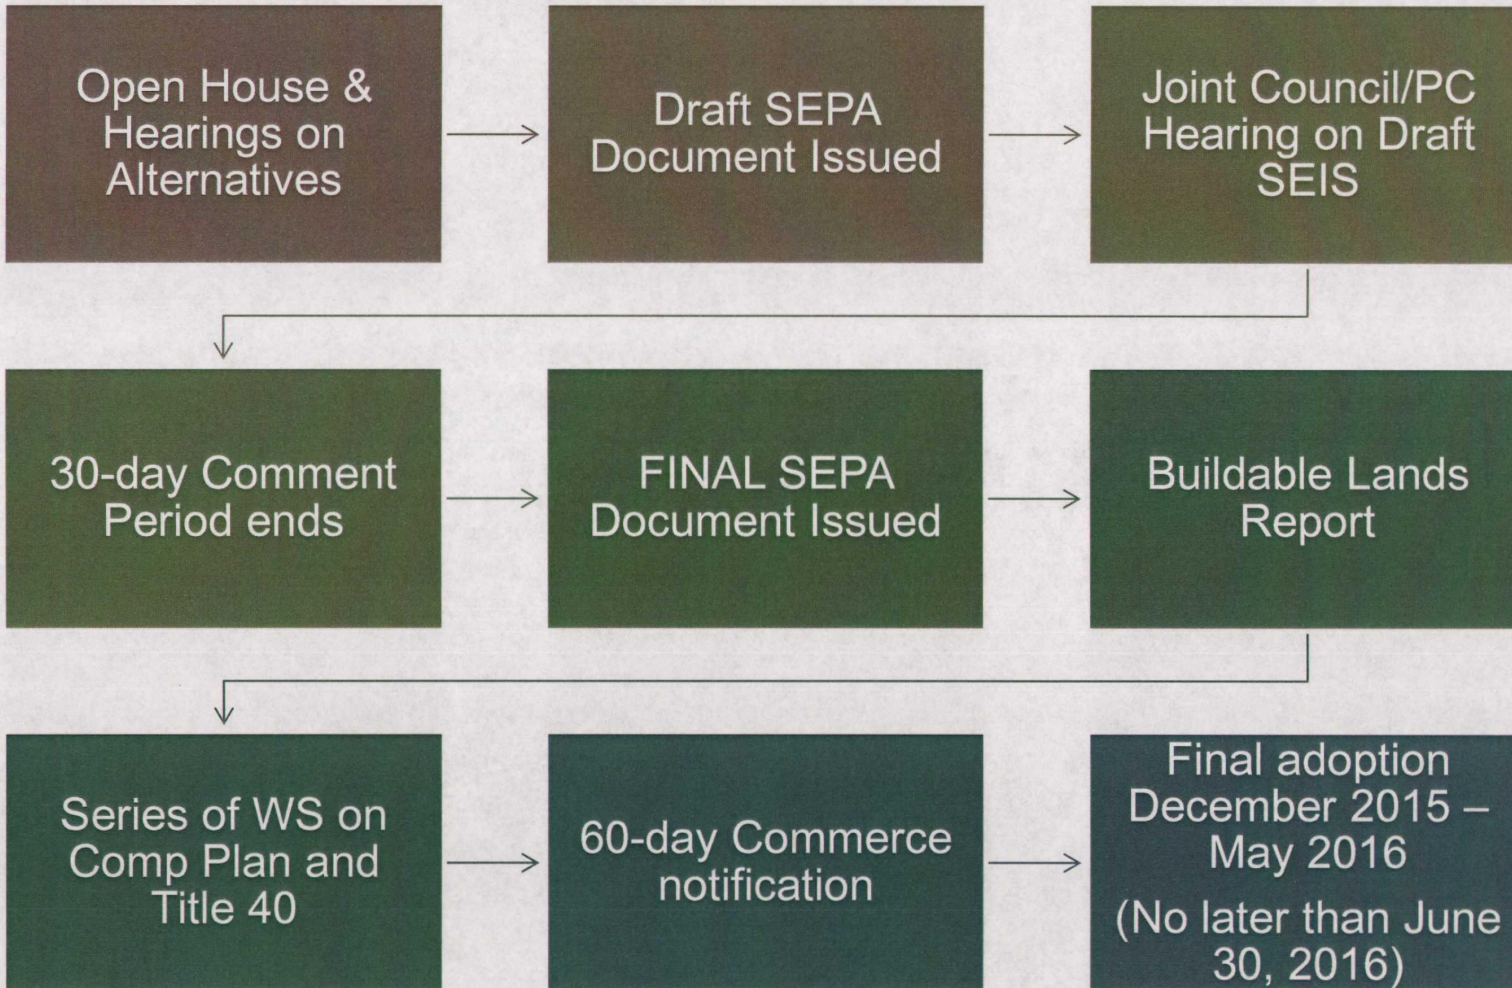 Open House &
Hearings on
Alternatives
Draft SEPA
Document Issued
Joint Council/PC
Hearing on Draft
SEIS
30-day Comment
Period ends
FINAL SEPA
Document Issued
Buildable Lands
Report
Series of WS on
Comp Plan and
Title 40
60-day Commerce
notification
Final adoption
December 2015 –
May 2016
(No later than June
30, 2016)